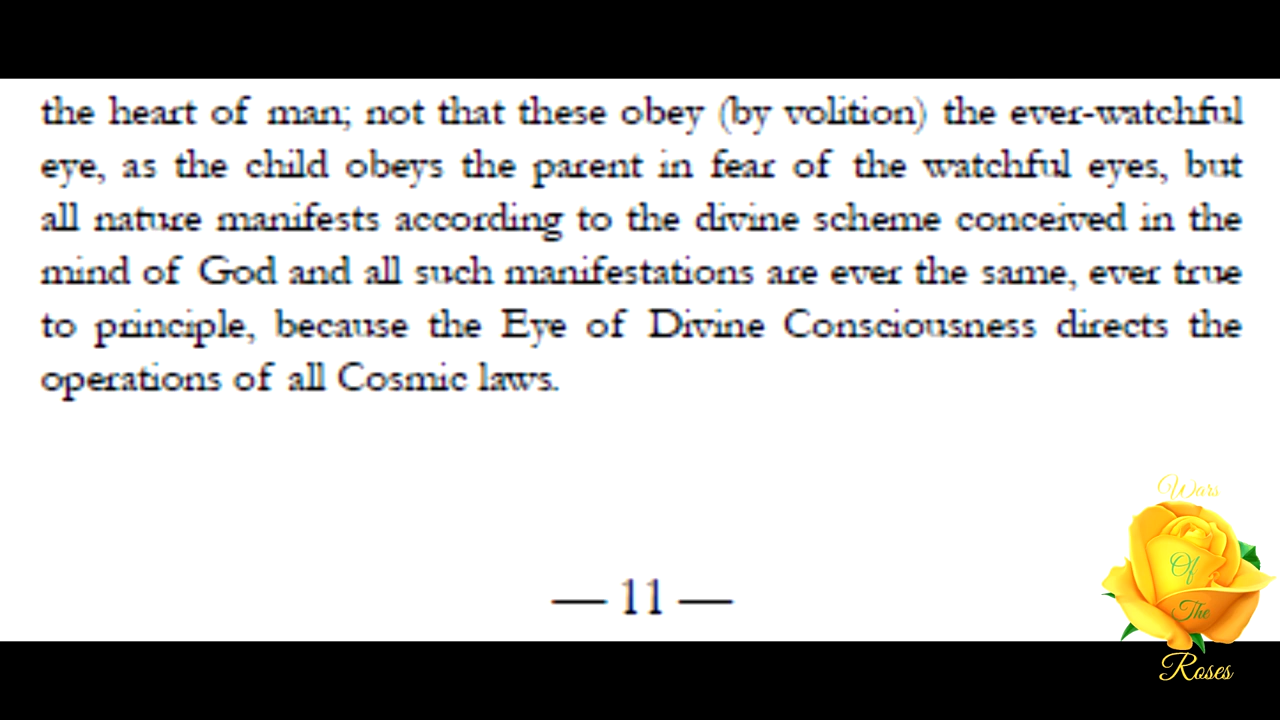 the heart of man; not that these obey (by volition) the ever-watchful
eye, as the child obeys the parent in fear of the watchful eyes, but
all nature manifests according to the divine scheme conceived in the
mind of God and all such manifestations are ever the same, ever true
to principle, because the Eye of Divine Consciousness directs the
operations of all Cosmic laws.
— 11 —
Wars
Of
The
Roses